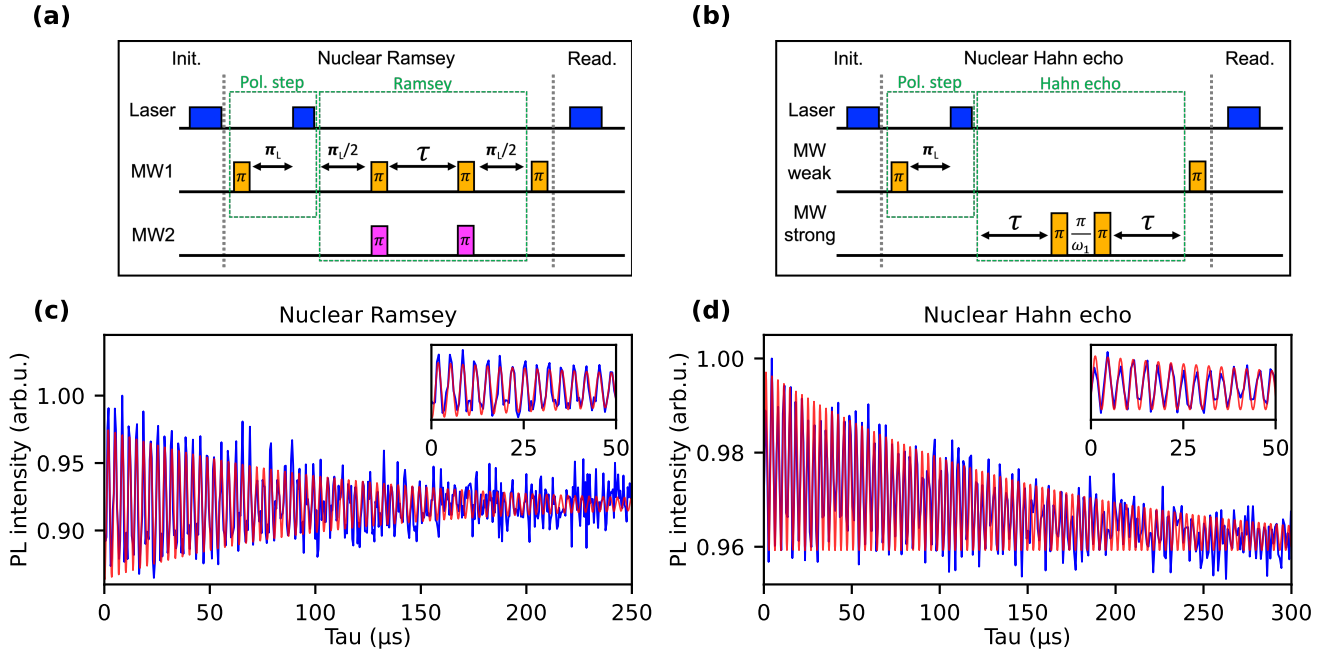 (a)
Init. Nuclear Ramsey Read.
Pol. step Ramsey
Laser
MW1 π π_L π_L/2 π τ π π_L/2 π
MW2 π π
(b)
Init. Nuclear Hahn echo Read.
Pol. step Hahn echo
Laser
MW weak π π_L π
MW strong τ π π/ω₁ π τ
(c)
Nuclear Ramsey
PL intensity (arb.u.)
1.00
0.95
0.90
0 25 50
0 50 100 150 200 250
Tau (μs)
(d)
Nuclear Hahn echo
PL intensity (arb.u.)
1.00
0.98
0.96
0 25 50
0 50 100 150 200 250 300
Tau (μs)